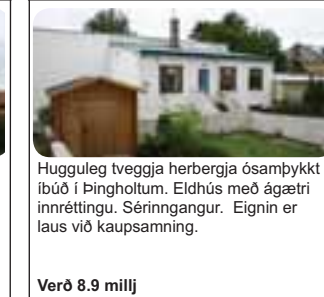 Hugguleg tveggja herbergja ósamþykkt
íbúð í Þingholtum. Eldhús með ágætri
innréttingu. Sérinngangur. Eignin er
laus við kaupsamning.
Verð 8.9 millj